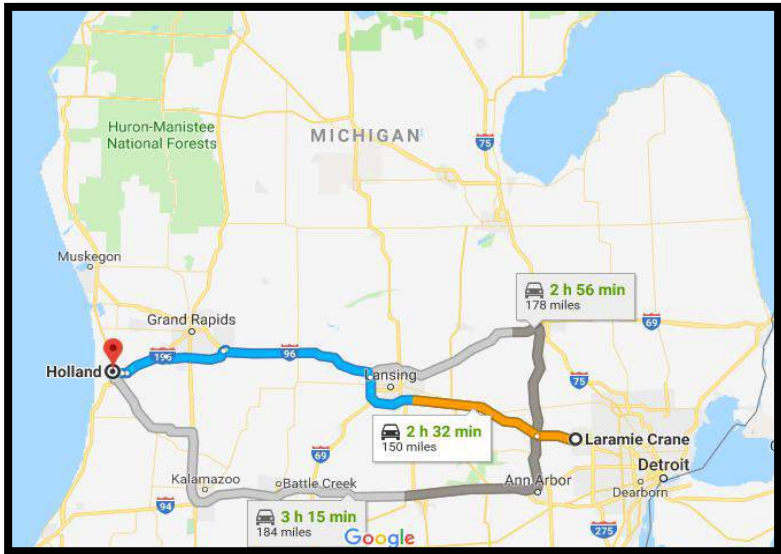 Huron-Manistee
National Forests
MICHIGAN
75
Muskegon
2 h 56 min
178 miles
Grand Rapids
69
196
96
Holland
Lansing
75
2 h 32 min
150 miles
Laramie Crane
69
Detroit
Kalamazoo
Battle Creek
Ann Arbor
Dearborn
94
3 h 15 min
184 miles
Google
275